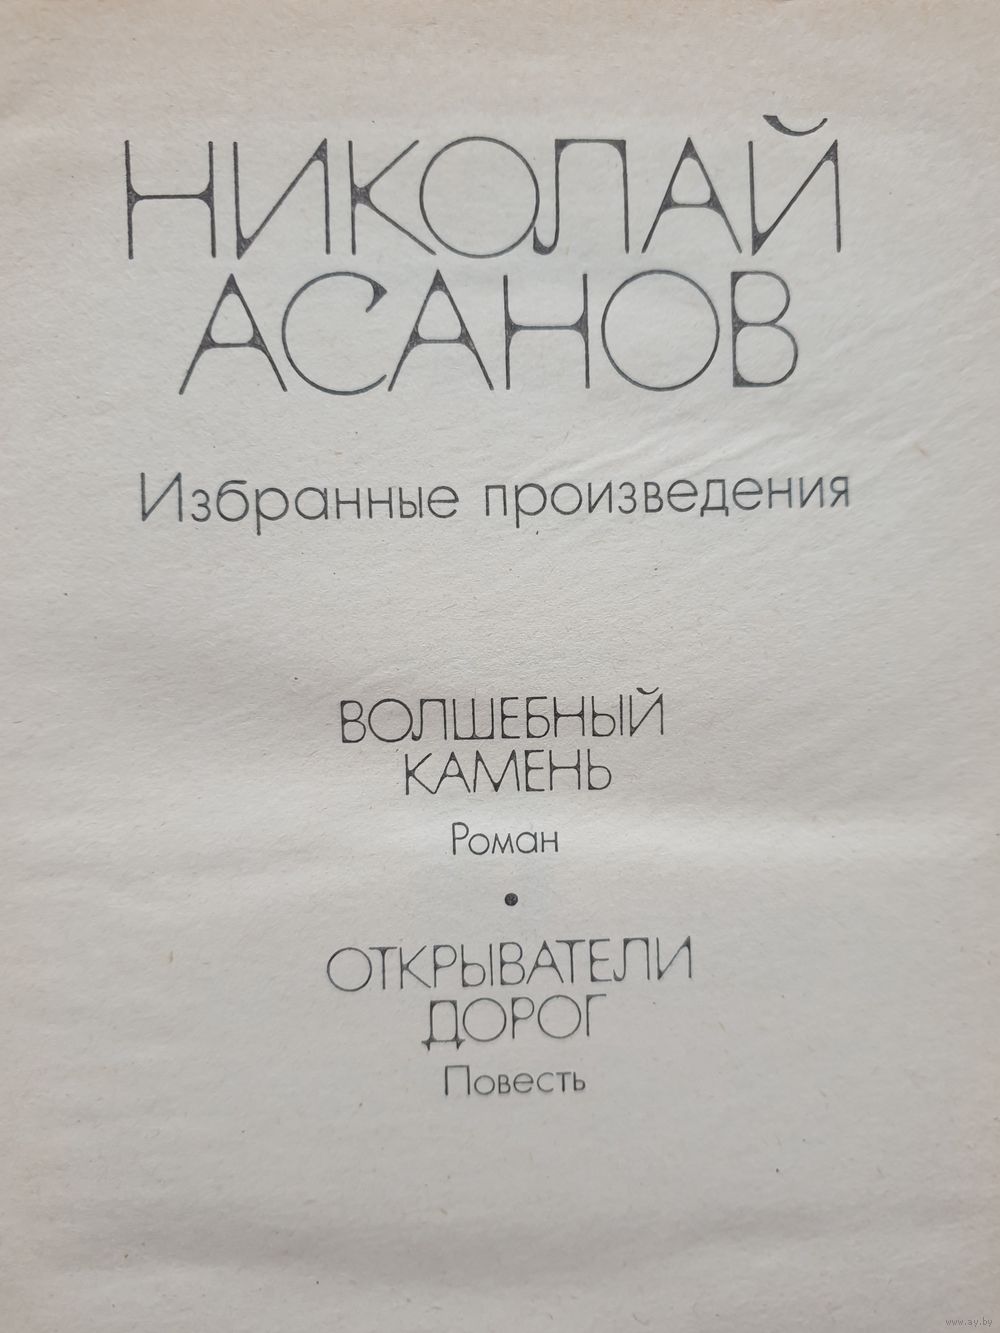 НИКОЛАЙ
АСАНОВ
Избранные произведения
ВОЛШЕБНЫЙ
КАМЕНЬ
Роман
•
ОТКРЫВАТЕЛИ
ДОРОГ
Повесть
www.ay.by